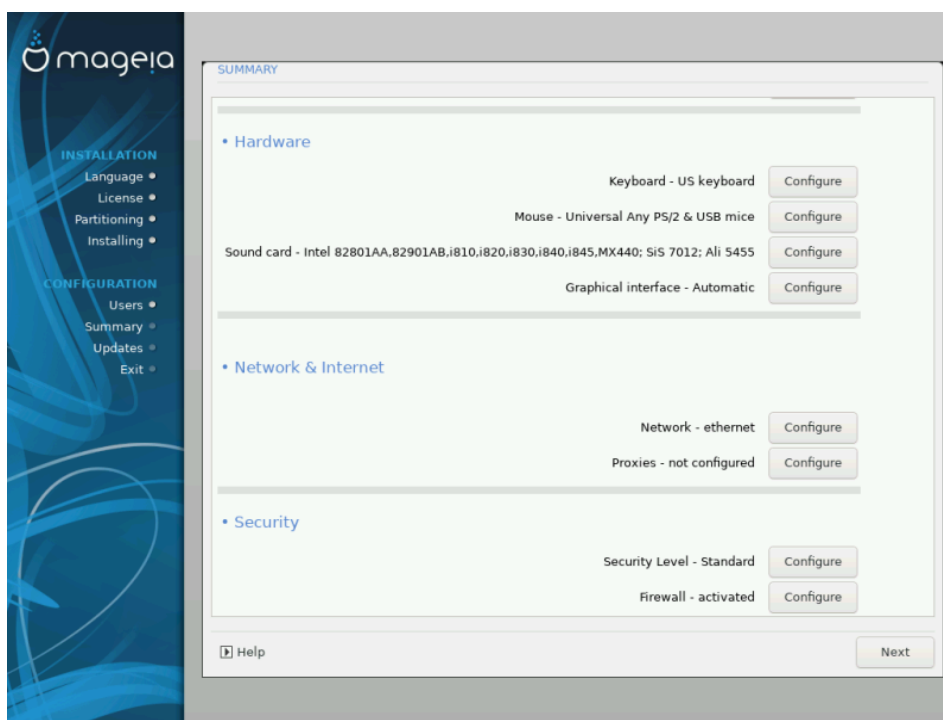 mageia
INSTALLATION
Language
License
Partitioning
Installing
CONFIGURATION
Users
Summary
Updates
Exit
SUMMARY
• Hardware
Keyboard - US keyboard Configure
Mouse - Universal Any PS/2 & USB mice Configure
Sound card - Intel 82801AA,82901AB,i810,i820,i830,i840,i845,MX440; SiS 7012; Ali 5455 Configure
Graphical interface - Automatic Configure
• Network & Internet
Network - ethernet Configure
Proxies - not configured Configure
• Security
Security Level - Standard Configure
Firewall - activated Configure
Help
Next